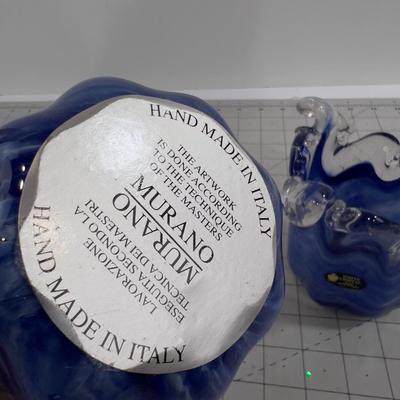 HAND MADE IN ITALY
THE ARTWORK
IS DONE ACCORDING
TO THE TECHNIQUE
OF THE MASTERS
MURANO
MURANO
LAVORAZIONE
ESEGUITA SECONDO LA
TECNICA DEI MAESTRI
HAND MADE IN ITALY